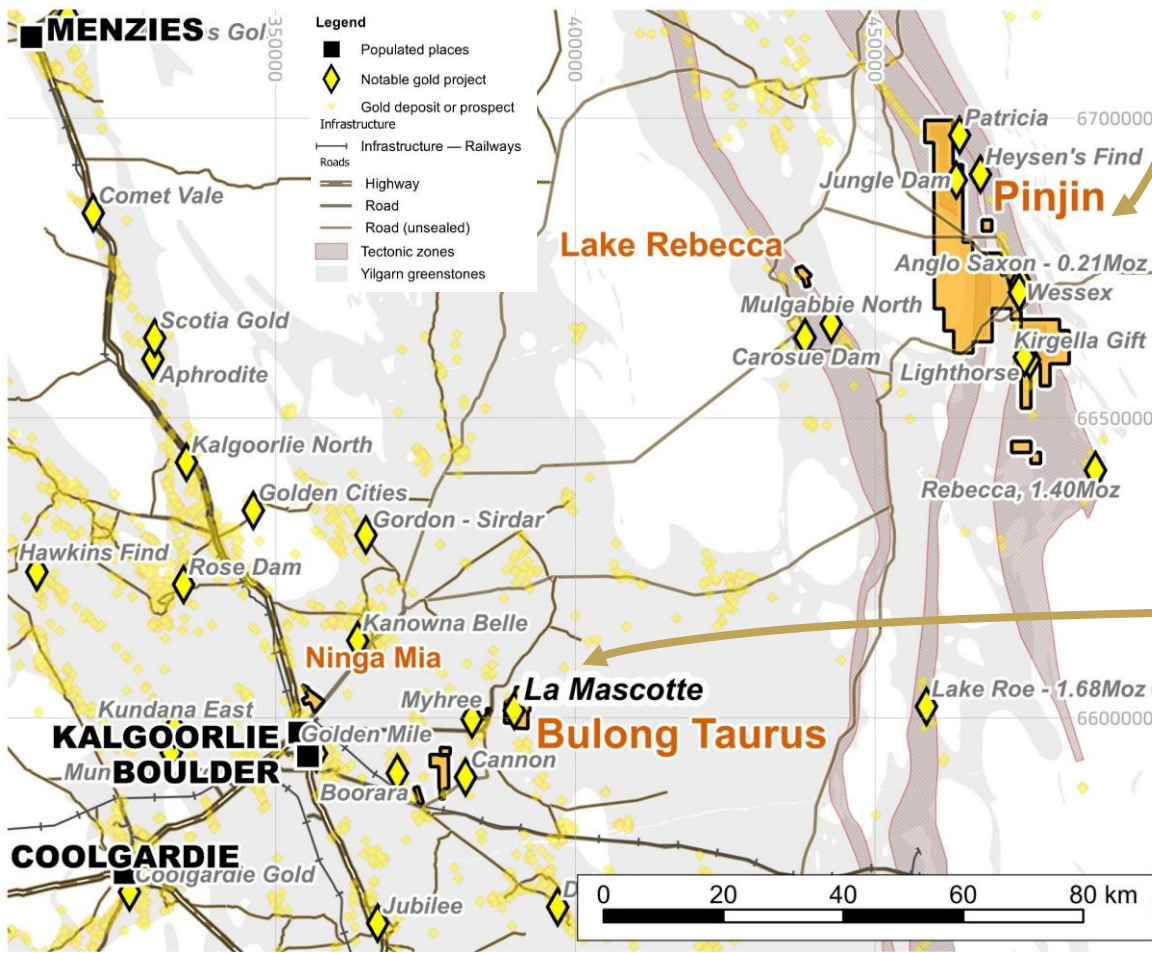 MENZIES
s Gol
Legend
Populated places
Notable gold project
Gold deposit or prospect
Infrastructure
Infrastructure — Railways
Roads
Highway
Road
Road (unsealed)
Tectonic zones
Yilgarn greenstones
350000
400000
450000
6700000
Patricia
Heysen's Find
Jungle Dam
Pinjin
Comet Vale
Lake Rebecca
Anglo Saxon - 0.21Moz
Wessex
Mulgabbie North
Scotia Gold
Kirgella Gift
Carosue Dam
Aphrodite
Lighthorse
6650000
Kalgoorlie North
Rebecca, 1.40Moz
Golden Cities
Gordon - Sirdar
Hawkins Find
Rose Dam
Kanowna Belle
Ninga Mia
La Mascotte
Lake Roe - 1.68Moz
Myhree
Kundana East
6600000
KALGOORLIE
Golden Mile
Bulong Taurus
Mun
BOULDER
Cannon
Boorara
COOLGARDIE
Coolgardie Gold
D
Jubilee
0 20 40 60 80 km